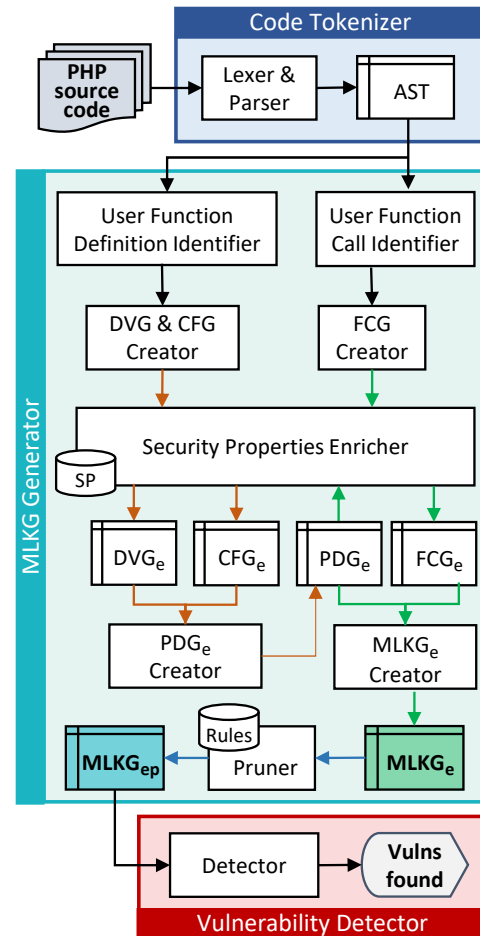 Code Tokenizer
PHP
source
code
Lexer &
Parser
AST
MLKG Generator
User Function
Definition Identifier
User Function
Call Identifier
DVG & CFG
Creator
FCG
Creator
Security Properties Enricher
SP
DVGe
CFGe
PDGe
FCGe
PDGe
Creator
MLKGe
Creator
MLKGep
Rules
Pruner
MLKGe
Detector
Vulns
found
Vulnerability Detector